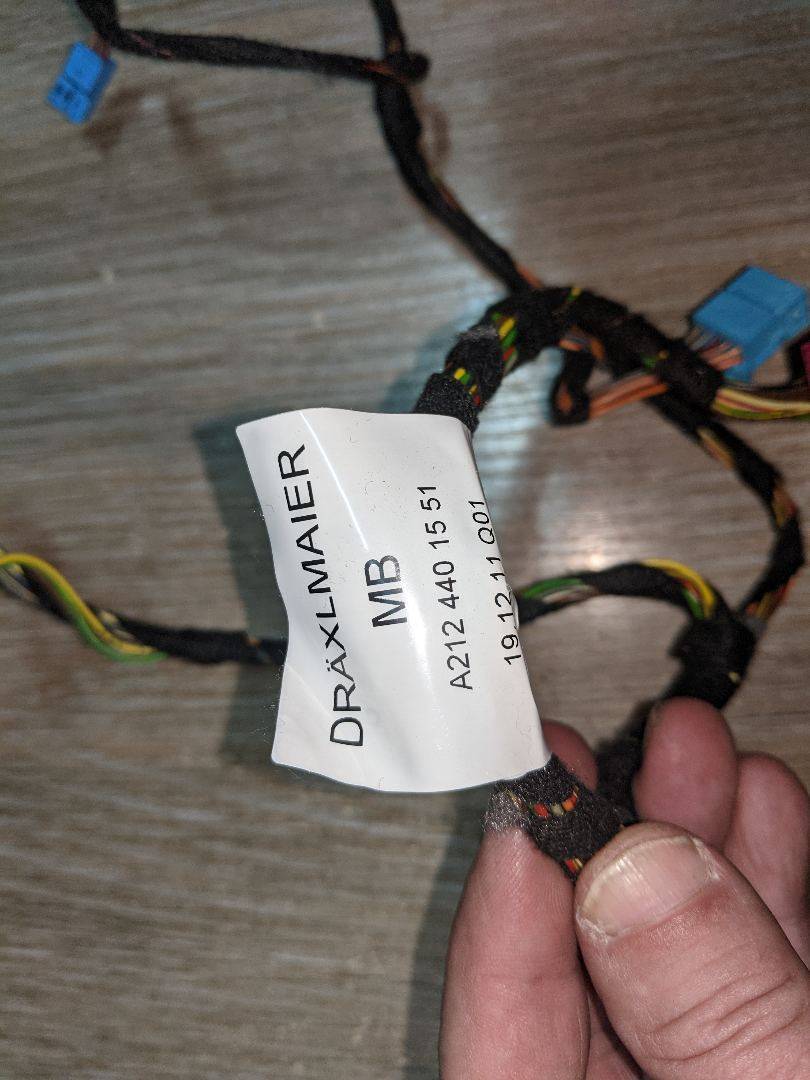 DRÄXLMAIER
MB
A212 440 15 51
19.12.11 Q01